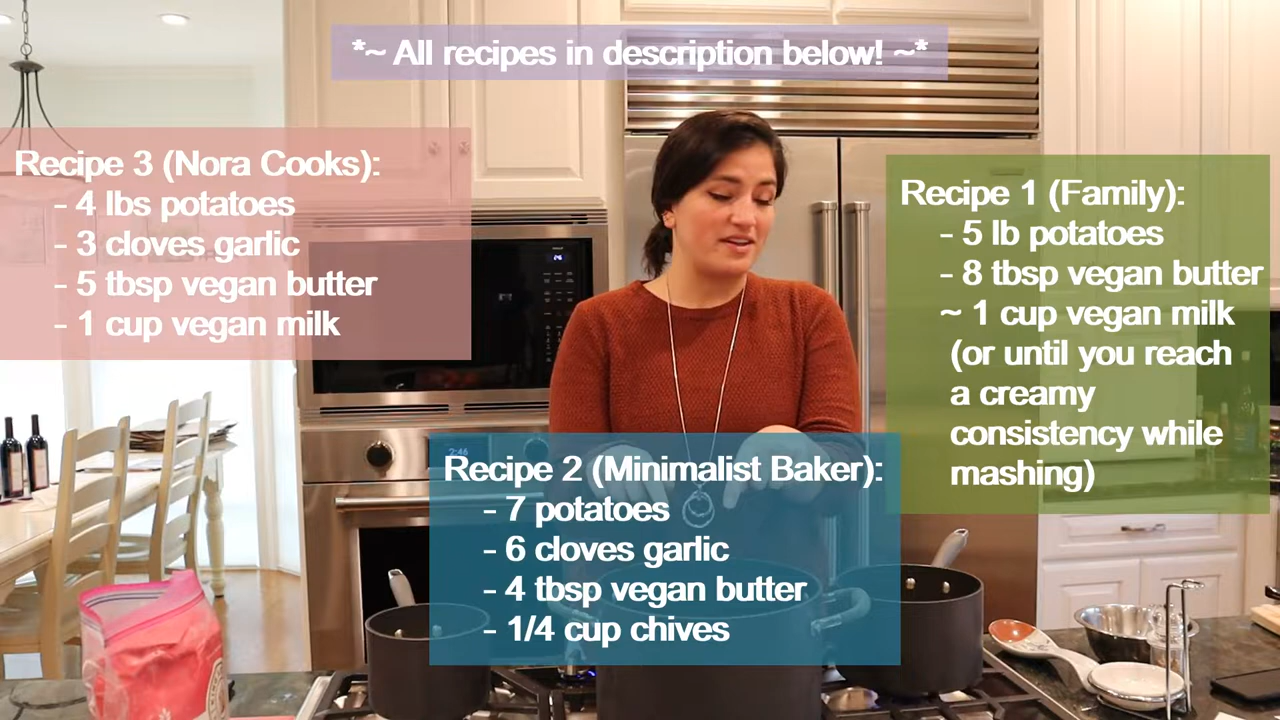 *~ All recipes in description below! ~*
Recipe 3 (Nora Cooks):
- 4 lbs potatoes
- 3 cloves garlic
- 5 tbsp vegan butter
- 1 cup vegan milk
Recipe 1 (Family):
- 5 lb potatoes
- 8 tbsp vegan butter
~ 1 cup vegan milk
(or until you reach
a creamy
consistency while
mashing)
Recipe 2 (Minimalist Baker):
- 7 potatoes
- 6 cloves garlic
- 4 tbsp vegan butter
- 1/4 cup chives
2:46